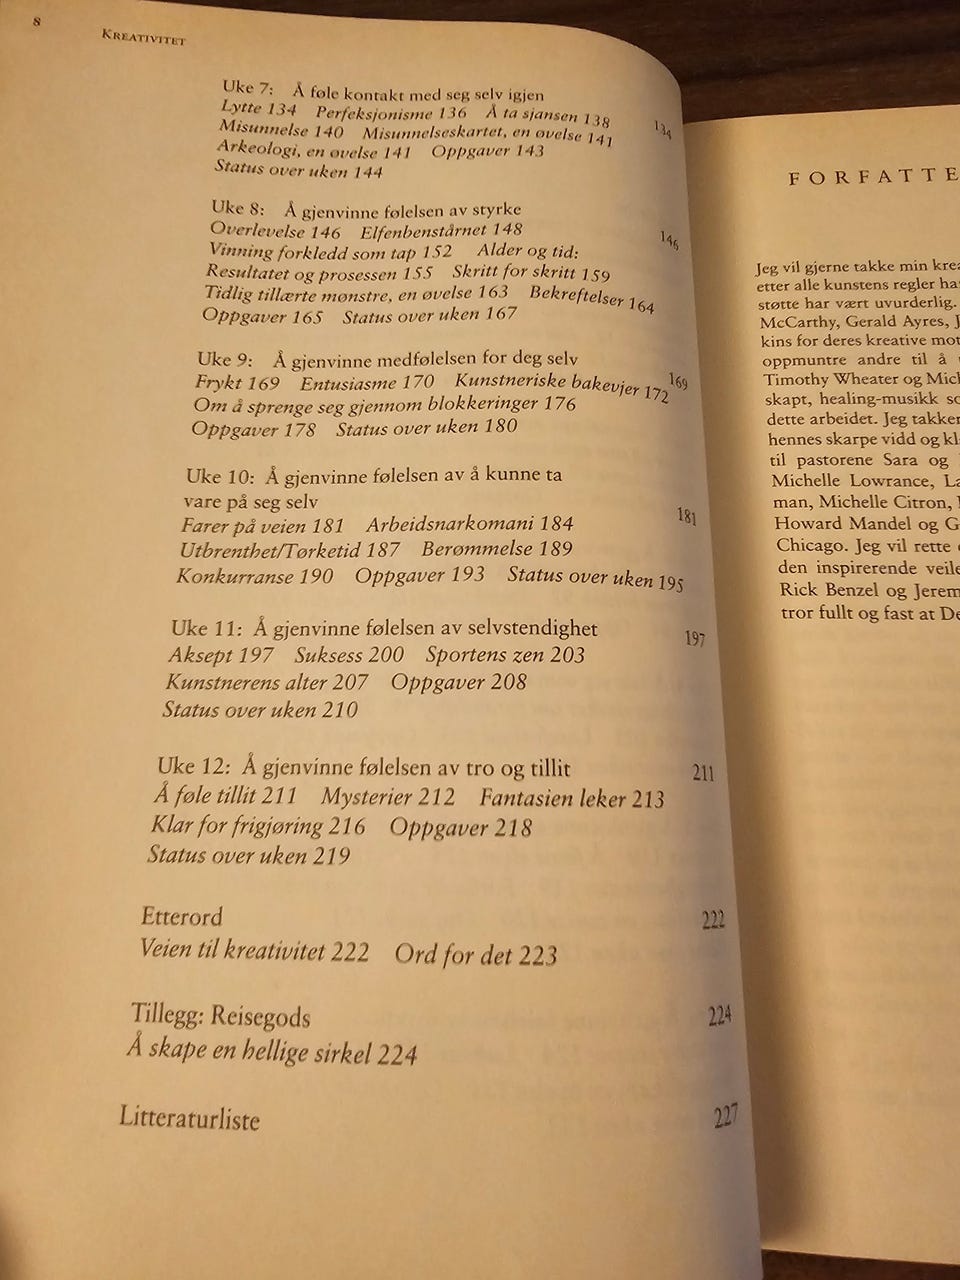 8
KREATIVITET
Uke 7: Å føle kontakt med seg selv igjen 134
Lytte 134 Perfeksjonisme 136 Å ta sjansen 138
Misunnelse 140 Misunnelseskartet, en øvelse 141
Arkeologi, en øvelse 141 Oppgaver 143
Status over uken 144
Uke 8: Å gjenvinne følelsen av styrke 146
Overlevelse 146 Elfenbenstårnet 148
Vinning forkledd som tap 152 Alder og tid:
Resultatet og prosessen 155 Skritt for skritt 159
Tidlig tillærte mønstre, en øvelse 163 Bekreftelser 164
Oppgaver 165 Status over uken 167
Uke 9: Å gjenvinne medfølelsen for deg selv 169
Frykt 169 Entusiasme 170 Kunstneriske bakevjer 172
Om å sprenge seg gjennom blokkeringer 176
Oppgaver 178 Status over uken 180
Uke 10: Å gjenvinne følelsen av å kunne ta
vare på seg selv 181
Farer på veien 181 Arbeidsnarkomani 184
Utbrenthet/Tørketid 187 Berømmelse 189
Konkurranse 190 Oppgaver 193 Status over uken 195
Uke 11: Å gjenvinne følelsen av selvstendighet 197
Aksept 197 Suksess 200 Sportens zen 203
Kunstnerens alter 207 Oppgaver 208
Status over uken 210
Uke 12: Å gjenvinne følelsen av tro og tillit 211
Å føle tillit 211 Mysterier 212 Fantasien leker 213
Klar for frigjøring 216 Oppgaver 218
Status over uken 219
Etterord 222
Veien til kreativitet 222 Ord for det 223
Tillegg: Reisegods 224
Å skape en hellige sirkel 224
Litteraturliste 227
FORFATTE
Jeg vil gjerne takke min krea
etter alle kunstens regler ha
støtte har vært uvurderlig.
McCarthy, Gerald Ayres, J
kins for deres kreative mot
oppmuntre andre til å
Timothy Wheater og Mich
skapt, healing-musikk so
dette arbeidet. Jeg takker
hennes skarpe vidd og kl
til pastorene Sara og
Michelle Lowrance, La
man, Michelle Citron,
Howard Mandel og G
Chicago. Jeg vil rette
den inspirerende veile
Rick Benzel og Jerem
tror fullt og fast at De